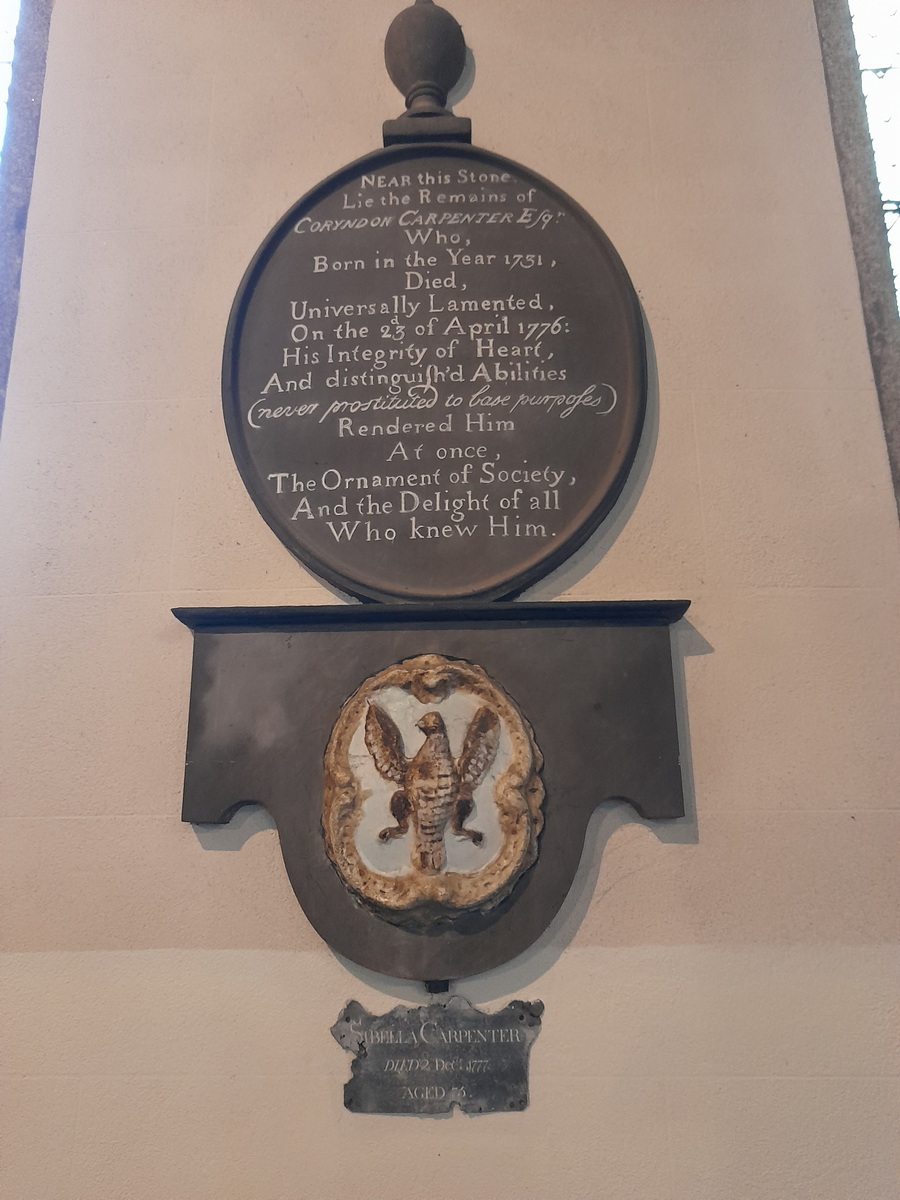 NEAR this Stone
Lie the Remains of
CORYNDON CARPENTER Esqr.
Who,
Born in the Year 1731,
Died,
Universally Lamented,
On the 23d of April 1776:
His Integrity of Heart,
And distinguiſh'd Abilities
(never prostituted to base purpoſes)
Rendered Him
At once,
The Ornament of Society,
And the Delight of all
Who knew Him.
SIBELLA CARPENTER
DIED 2 Decr. 1777.
AGED 76.